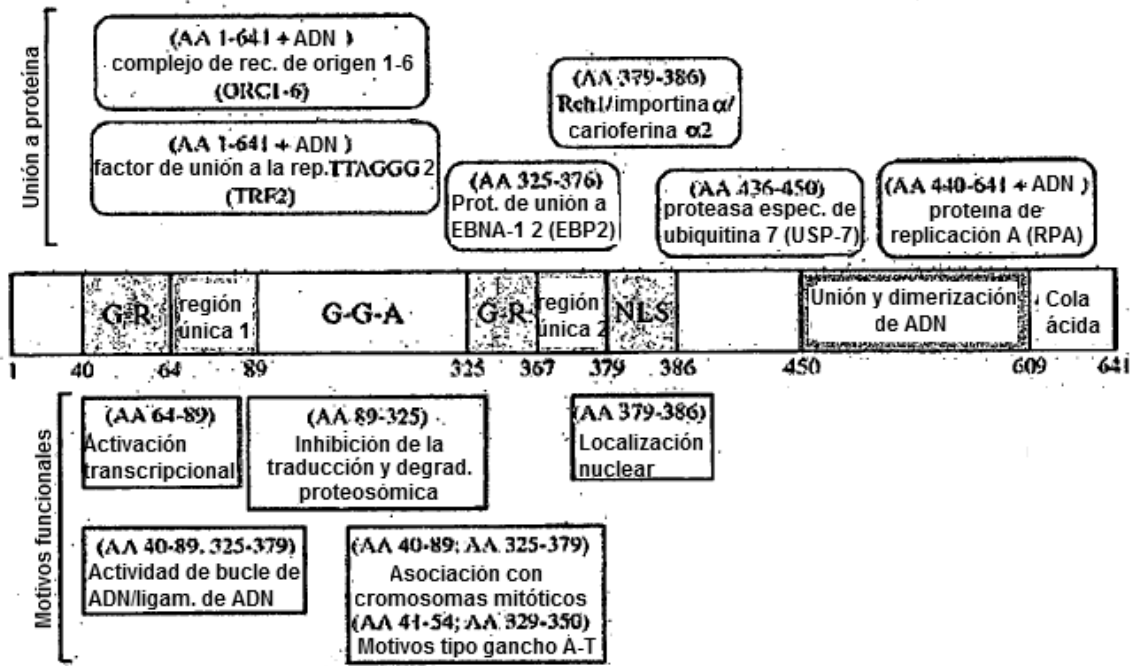 Unión a proteína
(AA 1-641 + ADN )
complejo de rec. de origen 1-6
(ORC1-6)
(AA 1-641 + ADN )
factor de unión a la rep.TTAGGG 2
(TRF2)
(AA 379-386)
Rch1/importina α/
carioferina α2
(AA 325-376)
Prot. de unión a
EBNA-1 2 (EBP2)
(AA 436-450)
proteasa espec. de
ubiquitina 7 (USP-7)
(AA 440-641 + ADN )
proteína de
replicación A (RPA)
G-R
región
única 1
G-G-A
G-R
región
única 2
NLS
Unión y dimerización
de ADN
Cola
ácida
1 40 64 89 325 367 379 386 450 609 641
Motivos funcionales
(AA 64-89)
Activación
transcripcional
(AA 89-325)
Inhibición de la
traducción y degrad.
proteosómica
(AA 379-386)
Localización
nuclear
(AA 40-89. 325-379)
Actividad de bucle de
ADN/ligam. de ADN
(AA 40-89; AA 325-379)
Asociación con
cromosomas mitóticos
(AA 41-54; AA 329-350)
Motivos tipo gancho A-T